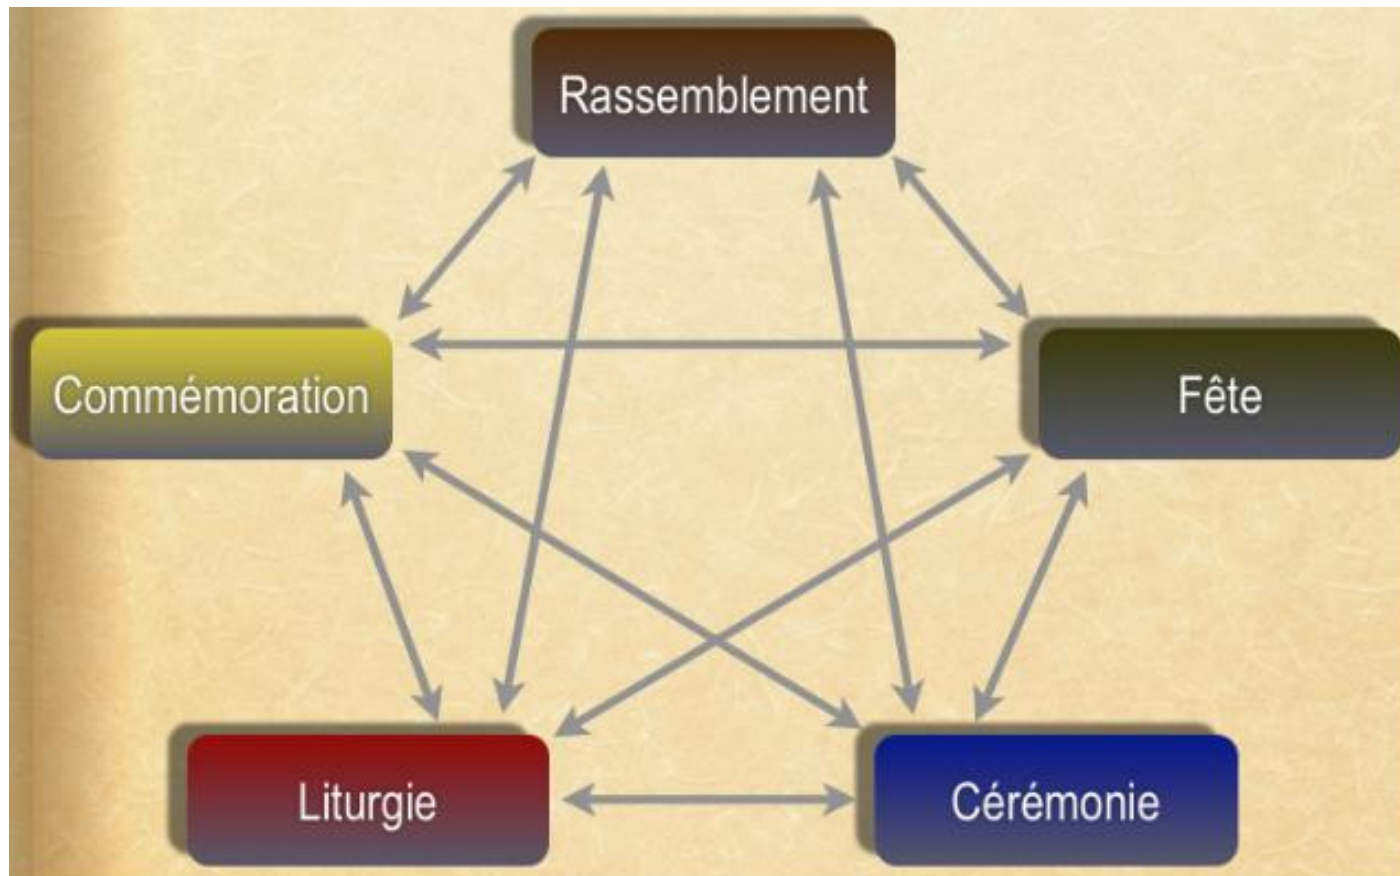 Rassemblement
Commémoration
Fête
Liturgie
Cérémonie